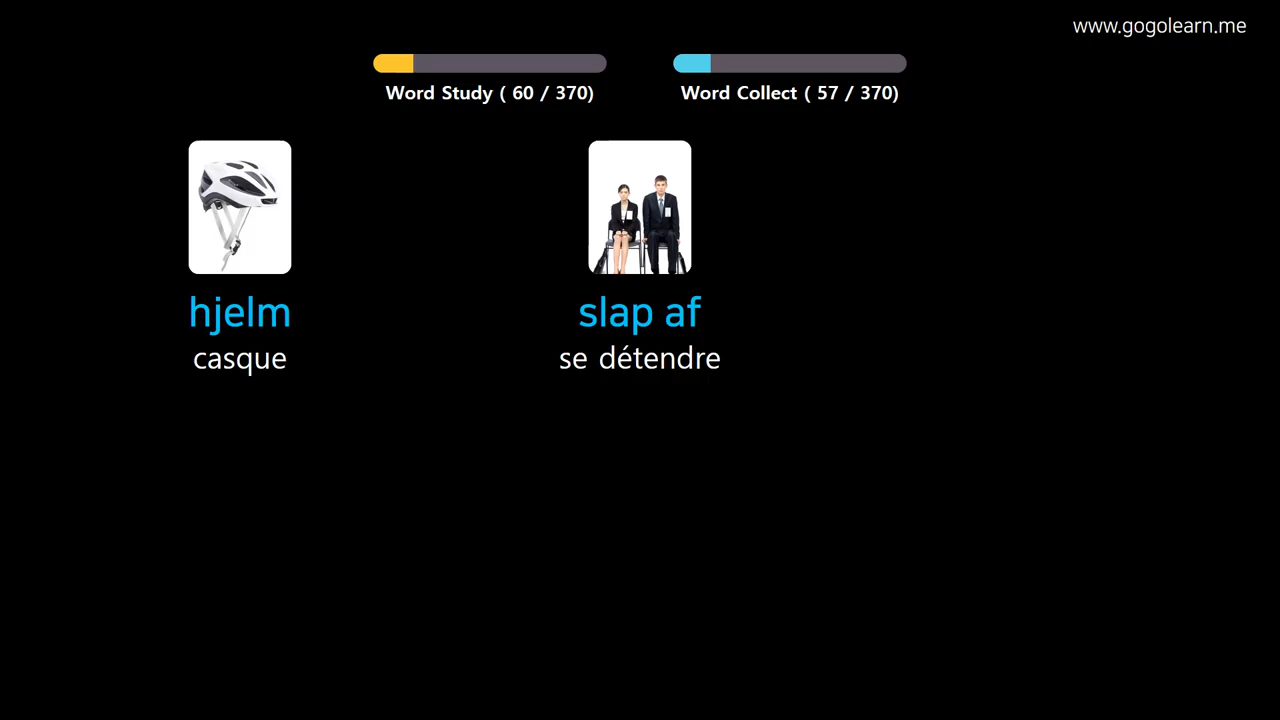 www.gogolearn.me
Word Study ( 60 / 370)
Word Collect ( 57 / 370)
hjelm
casque
slap af
se détendre